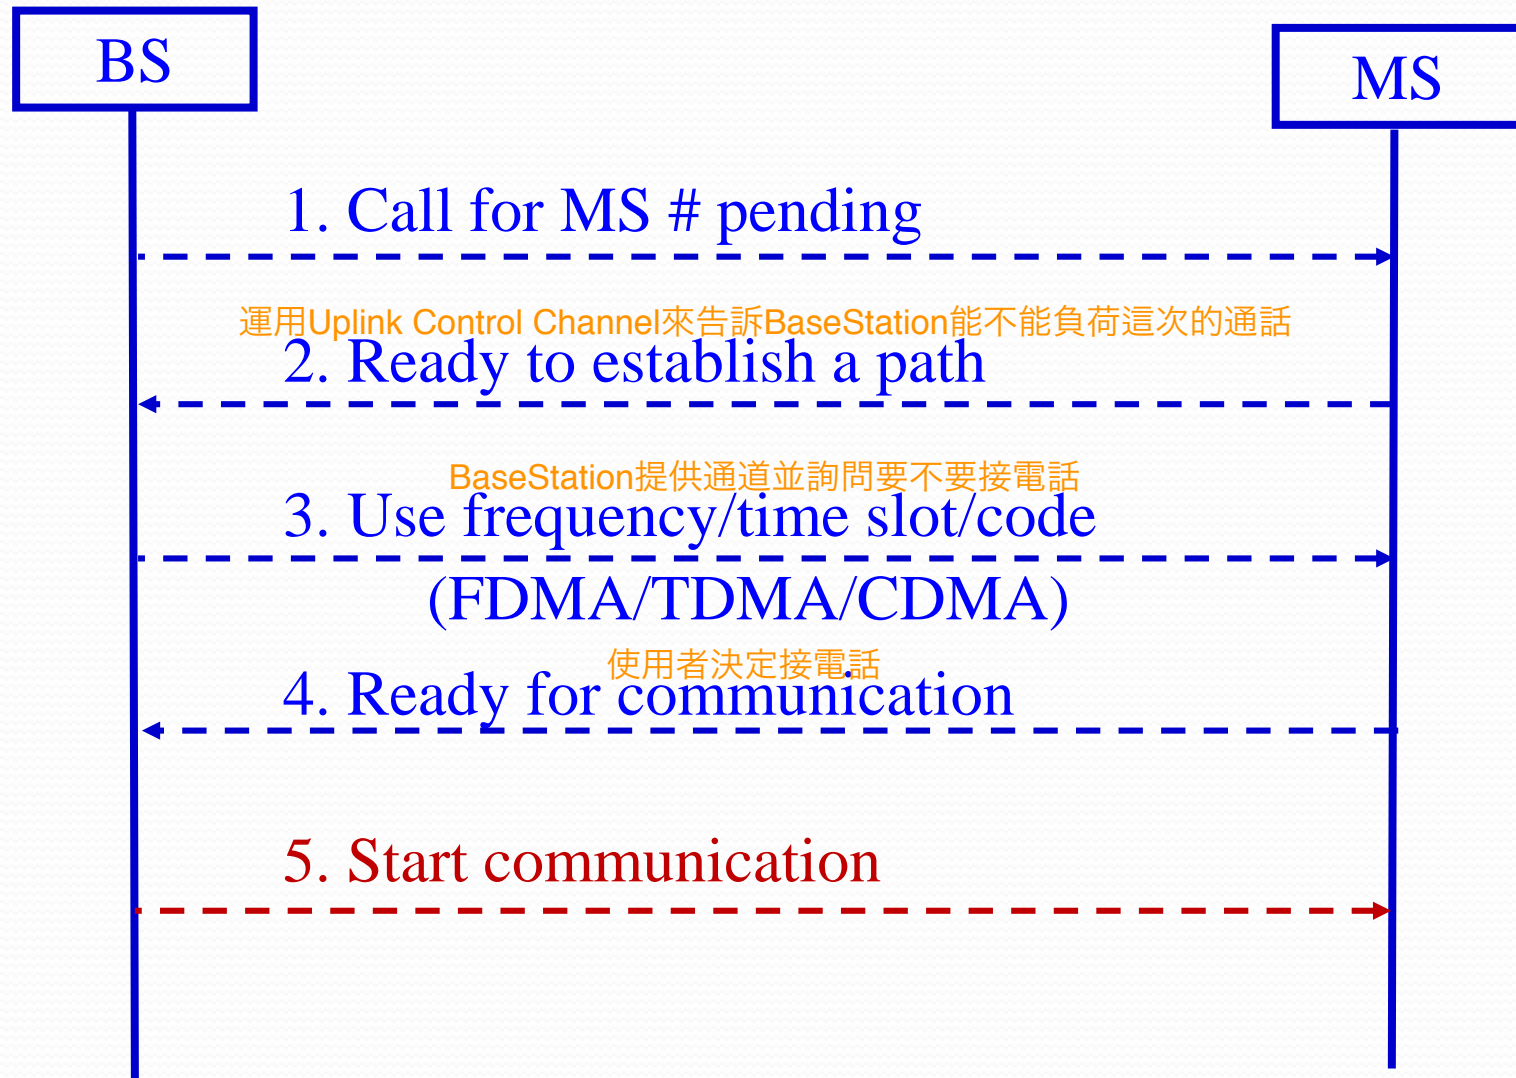 BS
MS
1. Call for MS # pending
運用Uplink Control Channel來告訴BaseStation能不能負荷這次的通話
2. Ready to establish a path
BaseStation提供通道並詢問要不要接電話
3. Use frequency/time slot/code
(FDMA/TDMA/CDMA)
使用者決定接電話
4. Ready for communication
5. Start communication